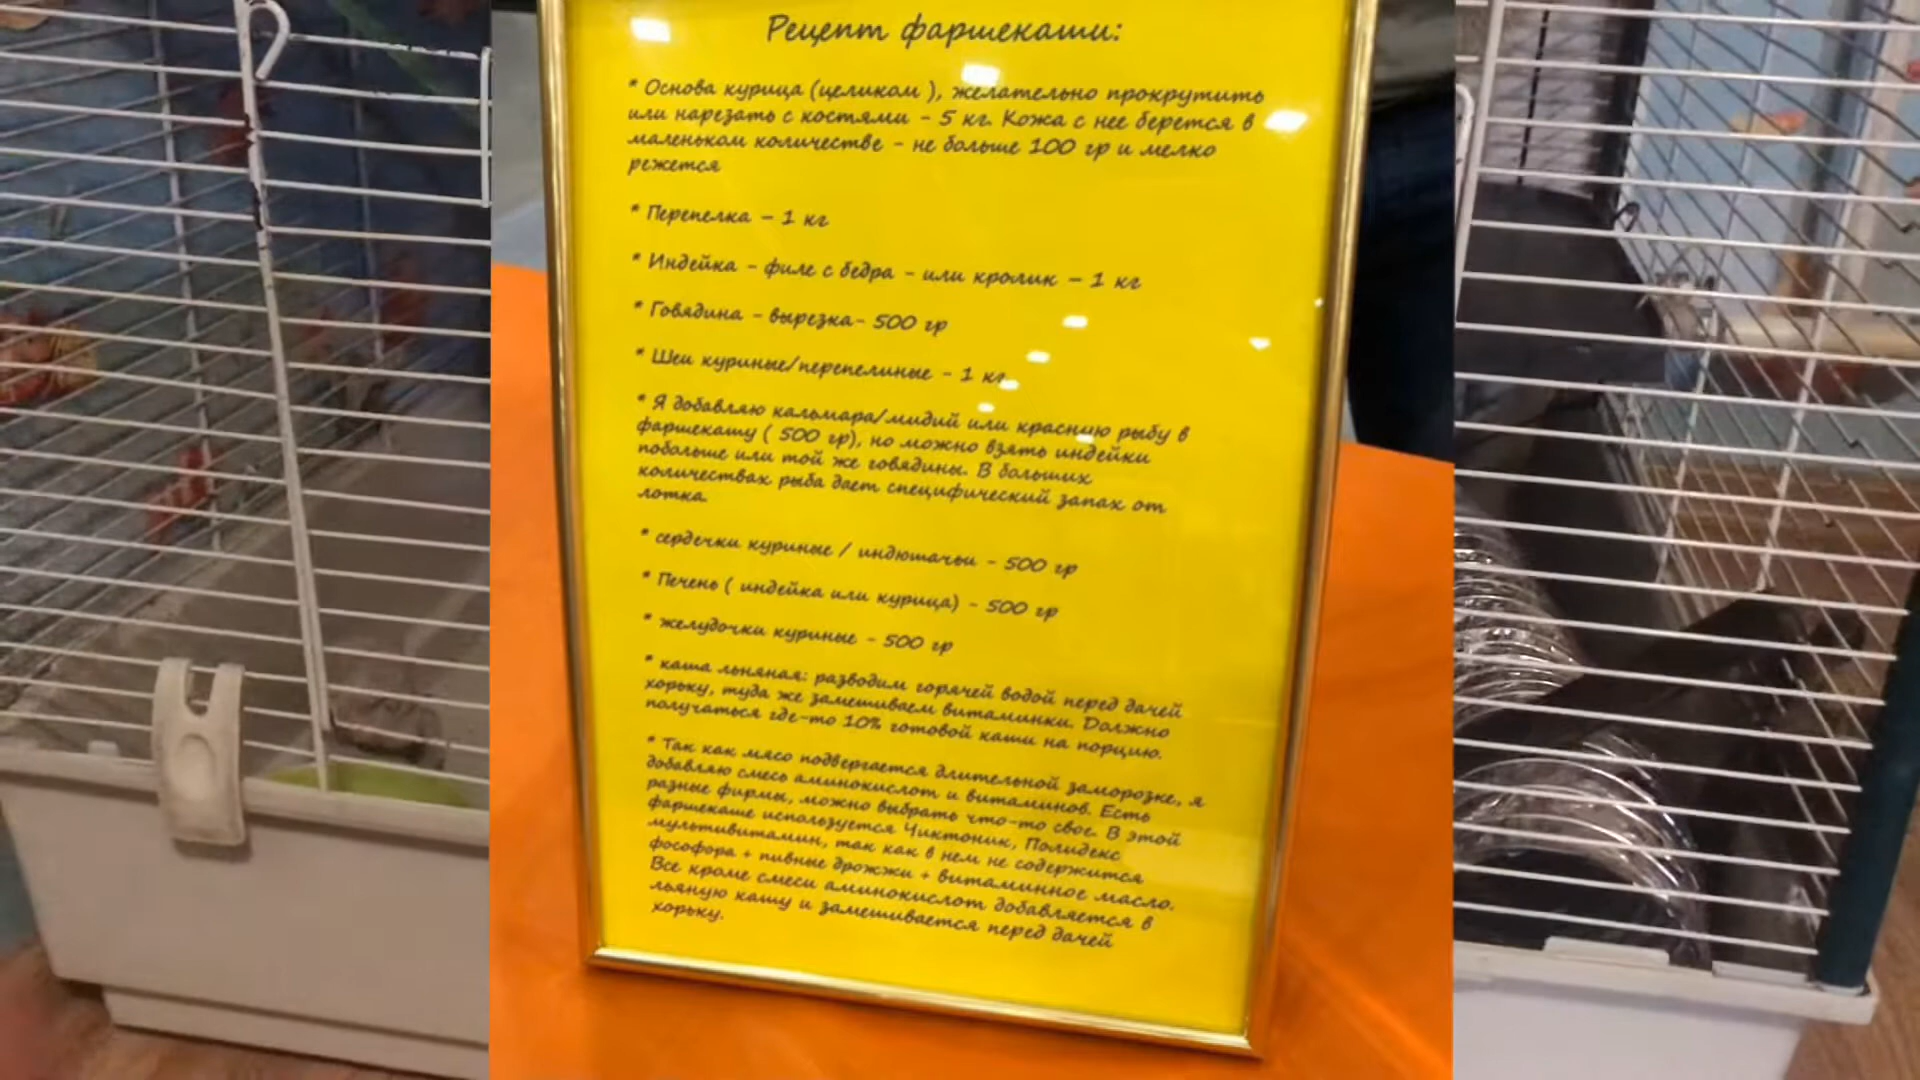 Рецепт фаршекаши:
* Основа курица (целиком ), желательно прокрутить
или нарезать с костями - 5 кг. Кожа с нее берется в
маленьком количестве - не больше 100 гр и мелко
режется
* Перепелка - 1 кг
* Индейка - филе с бедра - или кролик - 1 кг
* Говядина - вырезка- 500 гр
* Шеи куриные/перепелиные - 1 кг
* Я добавляю кальмара/мидий или красную рыбу в
фаршекашу ( 500 гр), но можно взять индейки
побольше или той же говядины. В больших
количествах рыба дает специфический запах от
лотка.
* сердечки куриные / индюшачьи - 500 гр
* Печень ( индейка или курица) - 500 гр
* желудочки куриные - 500 гр
* каша льняная: разводим горячей водой перед дачей
хорьку, туда же замешиваем витаминки. Должно
получаться где-то 10% готовой каши на порцию.
* Так как мясо подвергается длительной заморозке, я
добавляю смесь аминокислот и витаминов. Есть
разные фирмы, можно выбрать что-то свое. В этой
фаршекаше используется Чиктоник, Полидекс
мультивитамин, так как в нем не содержится
фософора + пивные дрожжи + витаминное масло.
Все кроме смеси аминокислот добавляется в
льяную кашу и замешивается перед дачей
хорьку.